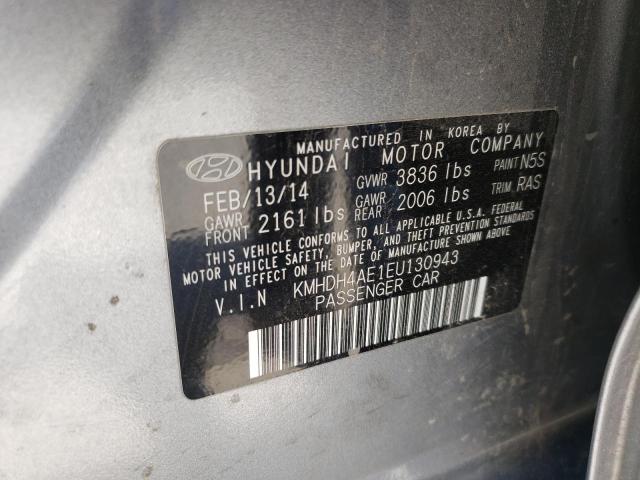 MANUFACTURED IN KOREA BY
HYUNDAI MOTOR COMPANY
FEB/13/14 GVWR 3836 lbs PAINT N5S
GAWR FRONT 2161 lbs GAWR REAR 2006 lbs TRIM RAS
THIS VEHICLE CONFORMS TO ALL APPLICABLE U.S.A. FEDERAL
MOTOR VEHICLE SAFETY, BUMPER, AND THEFT PREVENTION STANDARDS
IN EFFECT ON THE DATE OF MANUFACTURE SHOWN ABOVE
V.I.N KMHDH4AE1EU130943
PASSENGER CAR